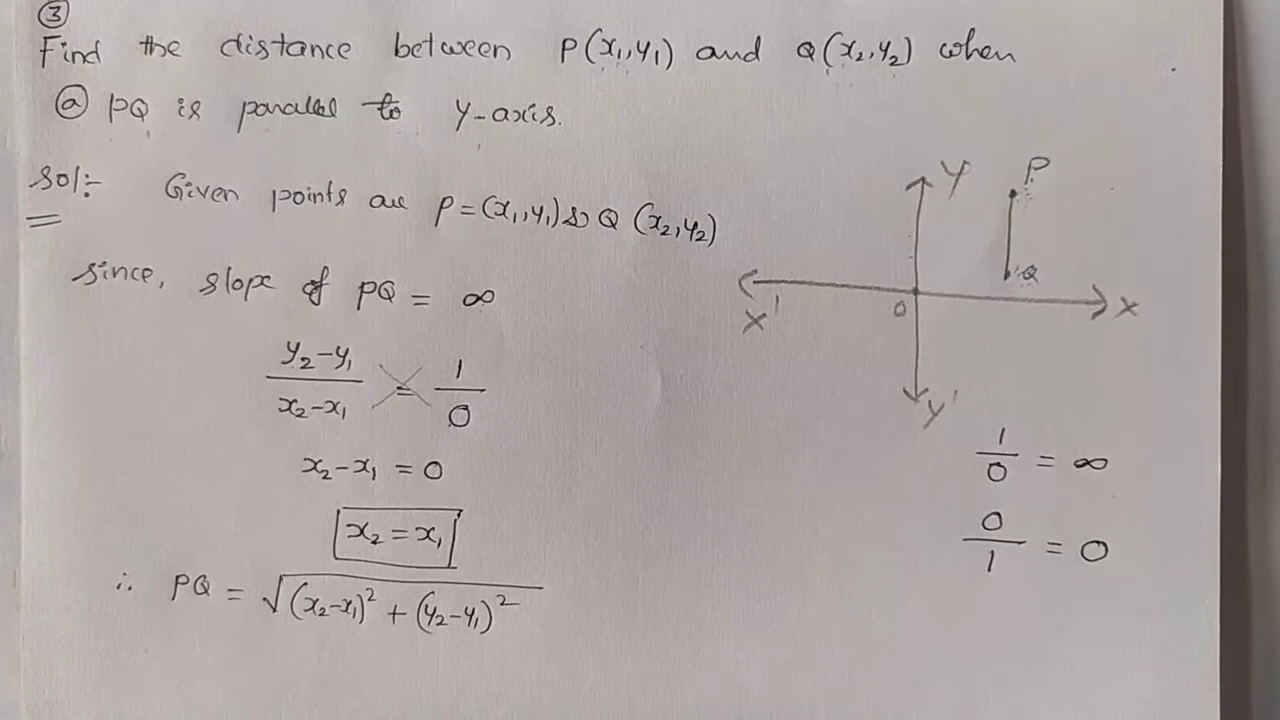 ③
Find the distance between P(x₁,y₁) and Q(x₂,y₂) when
ⓐ PQ is parallel to Y-axis.
Sol:- Given points are P=(x₁,y₁) & Q (x₂,y₂)
since, slope of PQ = ∞
y₂-y₁ / x₂-x₁ = 1/0
x₂-x₁ = 0
x₂ = x₁
∴ PQ = √(x₂-x₁)² + (y₂-y₁)²
Y
P
Q
X'
O
X
Y'
1/0 = ∞
0/1 = 0